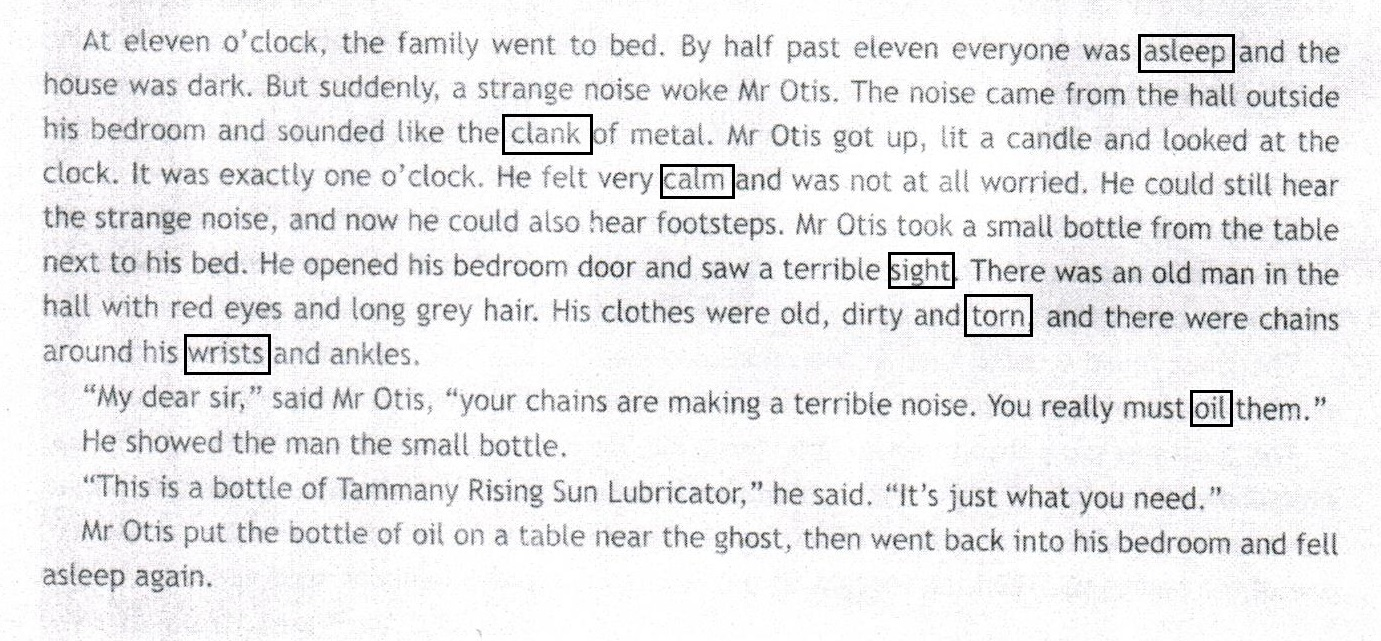 At eleven o’clock, the family went to bed. By half past eleven everyone was asleep and the
house was dark. But suddenly, a strange noise woke Mr Otis. The noise came from the hall outside
his bedroom and sounded like the clank of metal. Mr Otis got up, lit a candle and looked at the
clock. It was exactly one o’clock. He felt very calm and was not at all worried. He could still hear
the strange noise, and now he could also hear footsteps. Mr Otis took a small bottle from the table
next to his bed. He opened his bedroom door and saw a terrible sight. There was an old man in the
hall with red eyes and long grey hair. His clothes were old, dirty and torn, and there were chains
around his wrists and ankles.
“My dear sir,” said Mr Otis, “your chains are making a terrible noise. You really must oil them.”
He showed the man the small bottle.
“This is a bottle of Tammany Rising Sun Lubricator,” he said. “It’s just what you need.”
Mr Otis put the bottle of oil on a table near the ghost, then went back into his bedroom and fell
asleep again.